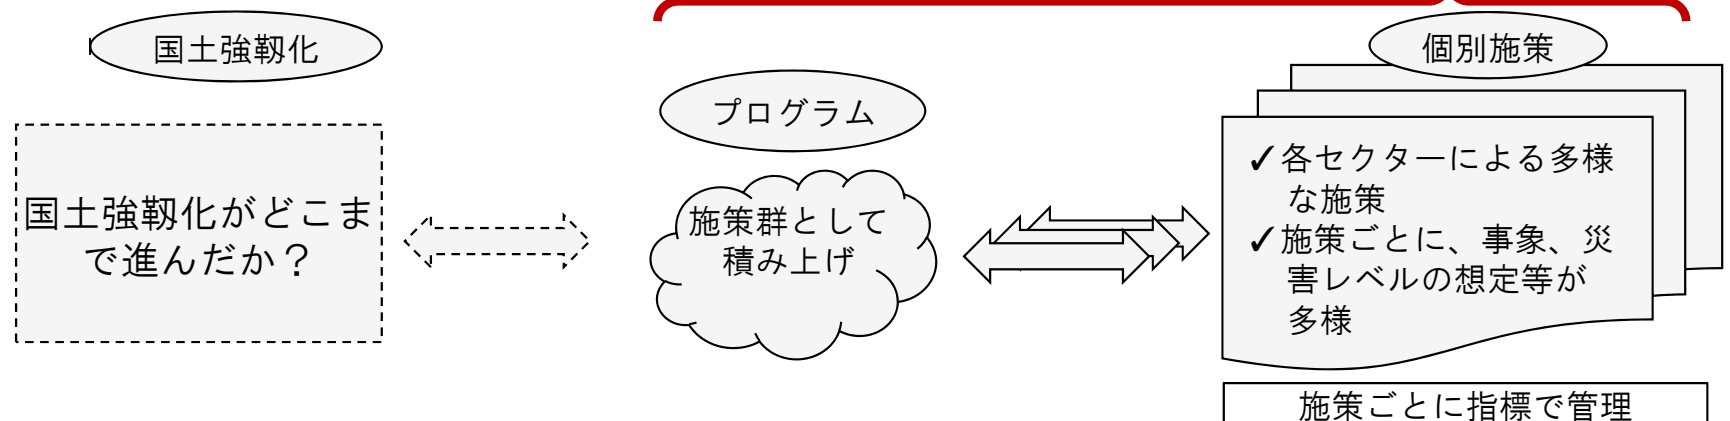 国土強靱化
国土強靱化がどこま
で進んだか？
プログラム
施策群として
積み上げ
個別施策
✓各セクターによる多様
な施策
✓施策ごとに、事象、災
害レベルの想定等が
多様
施策ごとに指標で管理